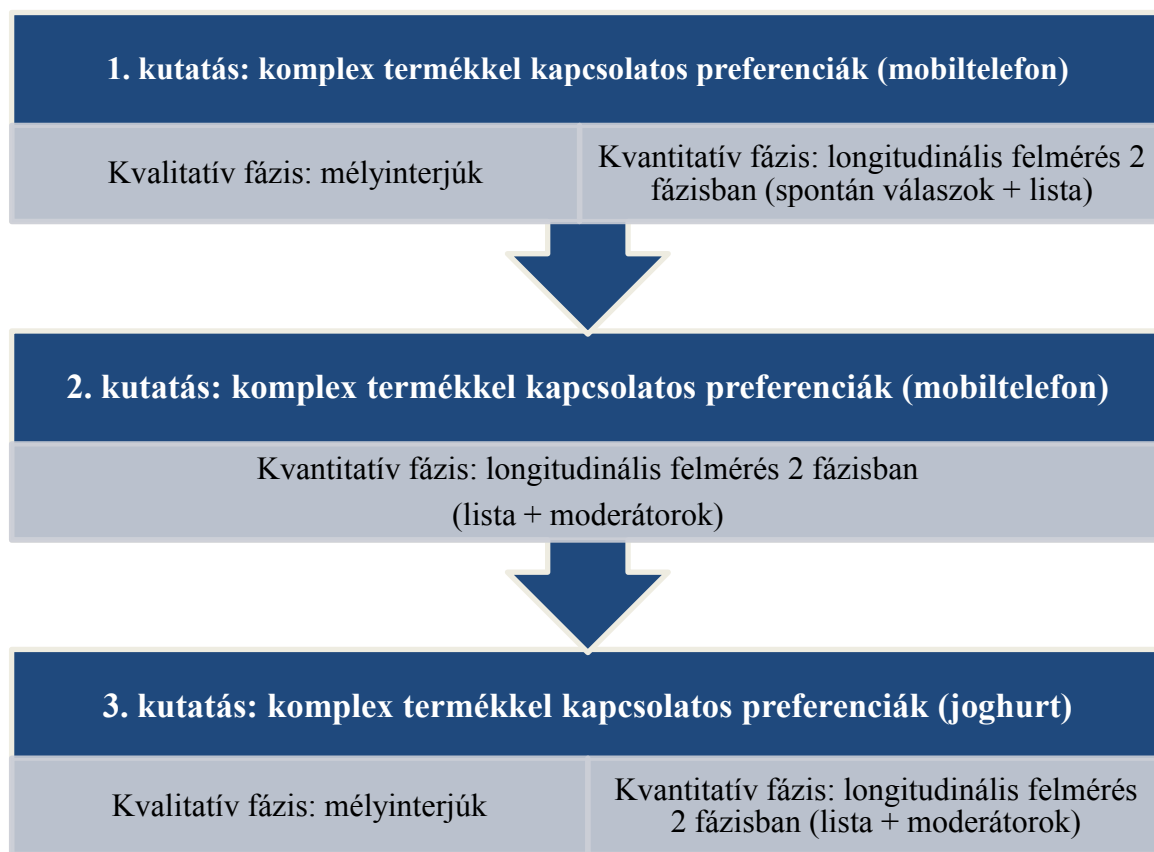 1. kutatás: komplex termékkel kapcsolatos preferenciák (mobiltelefon)
Kvalitatív fázis: mélyinterjúk
Kvantitatív fázis: longitudinális felmérés 2
fázisban (spontán válaszok + lista)
2. kutatás: komplex termékkel kapcsolatos preferenciák (mobiltelefon)
Kvantitatív fázis: longitudinális felmérés 2 fázisban
(lista + moderátorok)
3. kutatás: komplex termékkel kapcsolatos preferenciák (joghurt)
Kvalitatív fázis: mélyinterjúk
Kvantitatív fázis: longitudinális felmérés
2 fázisban (lista + moderátorok)